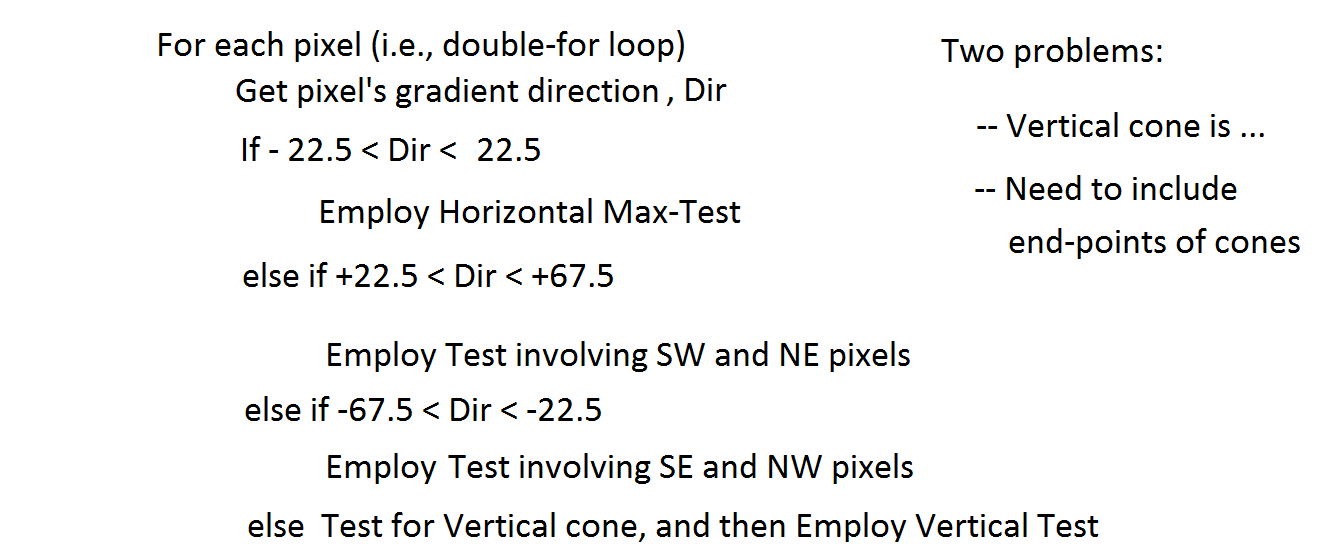 For each pixel (i.e., double-for loop)
Get pixel's gradient direction , Dir
If - 22.5 < Dir < 22.5
Employ Horizontal Max-Test
else if +22.5 < Dir < +67.5
Employ Test involving SW and NE pixels
else if -67.5 < Dir < -22.5
Employ Test involving SE and NW pixels
else Test for Vertical cone, and then Employ Vertical Test
Two problems:
-- Vertical cone is ...
-- Need to include
end-points of cones